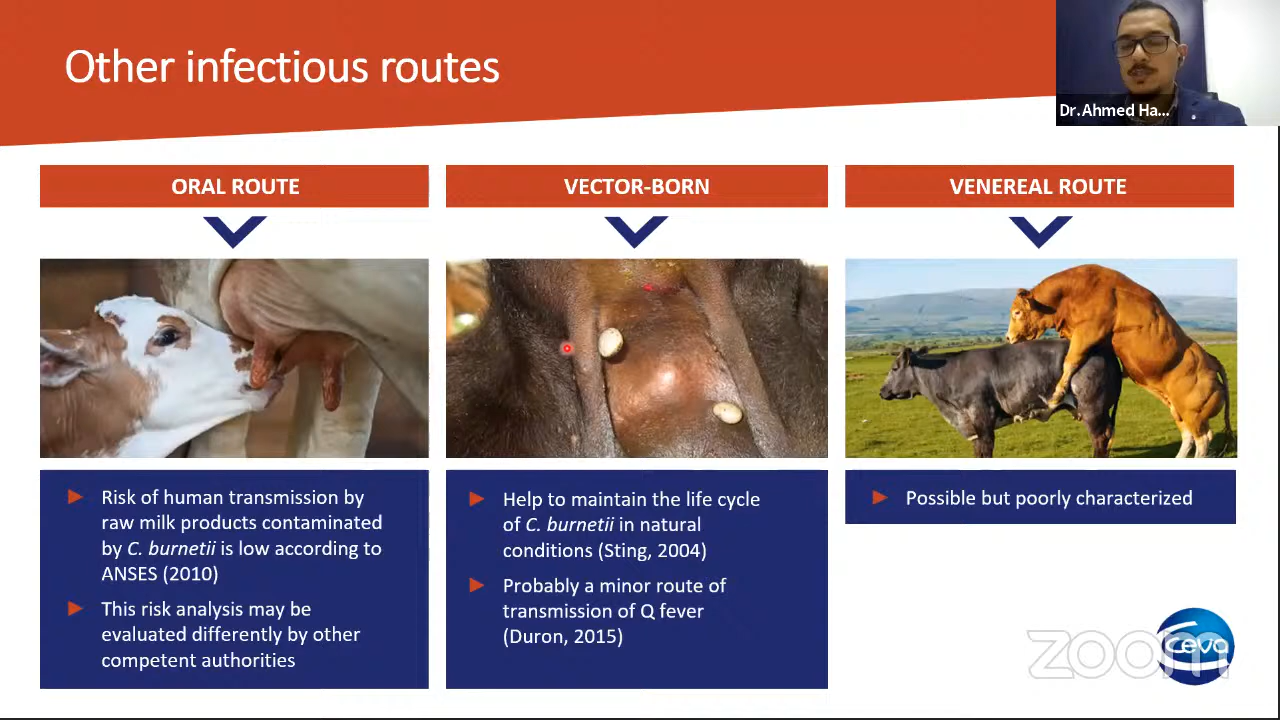 Other infectious routes
Dr.Ahmed Ha...
ORAL ROUTE
VECTOR-BORN
VENEREAL ROUTE
Risk of human transmission by
raw milk products contaminated
by C. burnetii is low according to
ANSES (2010)
This risk analysis may be
evaluated differently by other
competent authorities
Help to maintain the life cycle
of C. burnetii in natural
conditions (Sting, 2004)
Probably a minor route of
transmission of Q fever
(Duron, 2015)
Possible but poorly characterized
zoom
Ceva